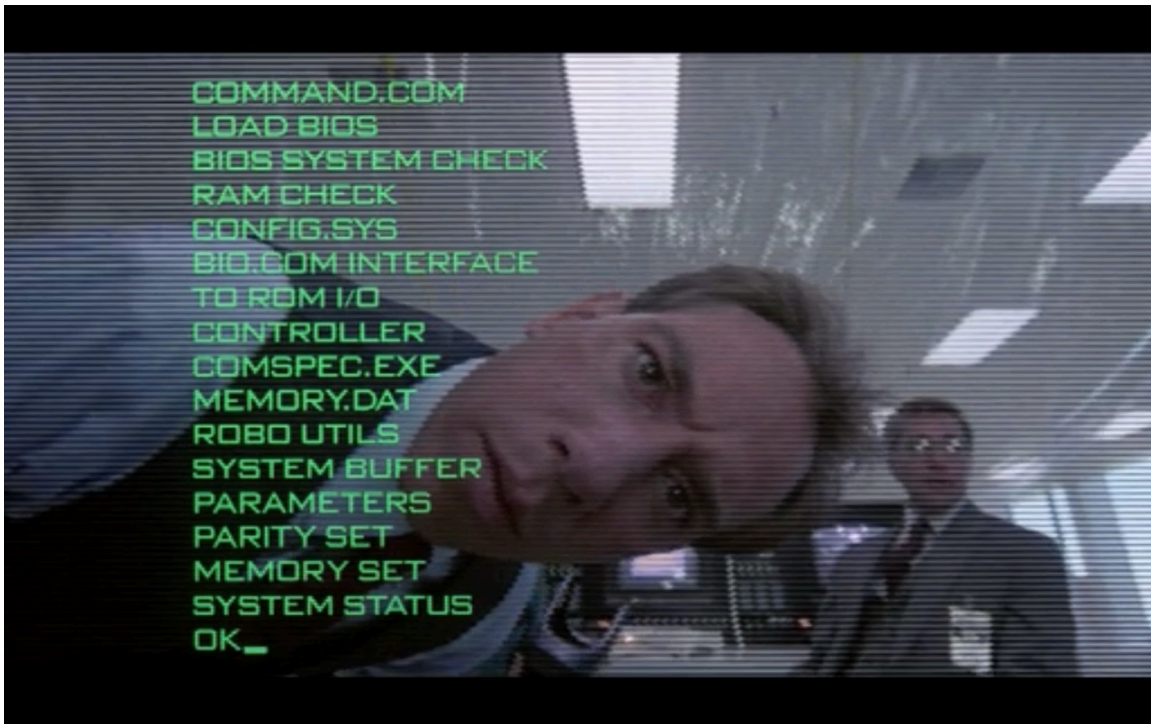 COMMAND.COM
LOAD BIOS
BIOS SYSTEM CHECK
RAM CHECK
CONFIG.SYS
BIO.COM INTERFACE
TO ROM I/O
CONTROLLER
COMSPEC.EXE
MEMORY.DAT
ROBO UTILS
SYSTEM BUFFER
PARAMETERS
PARITY SET
MEMORY SET
SYSTEM STATUS
OK_